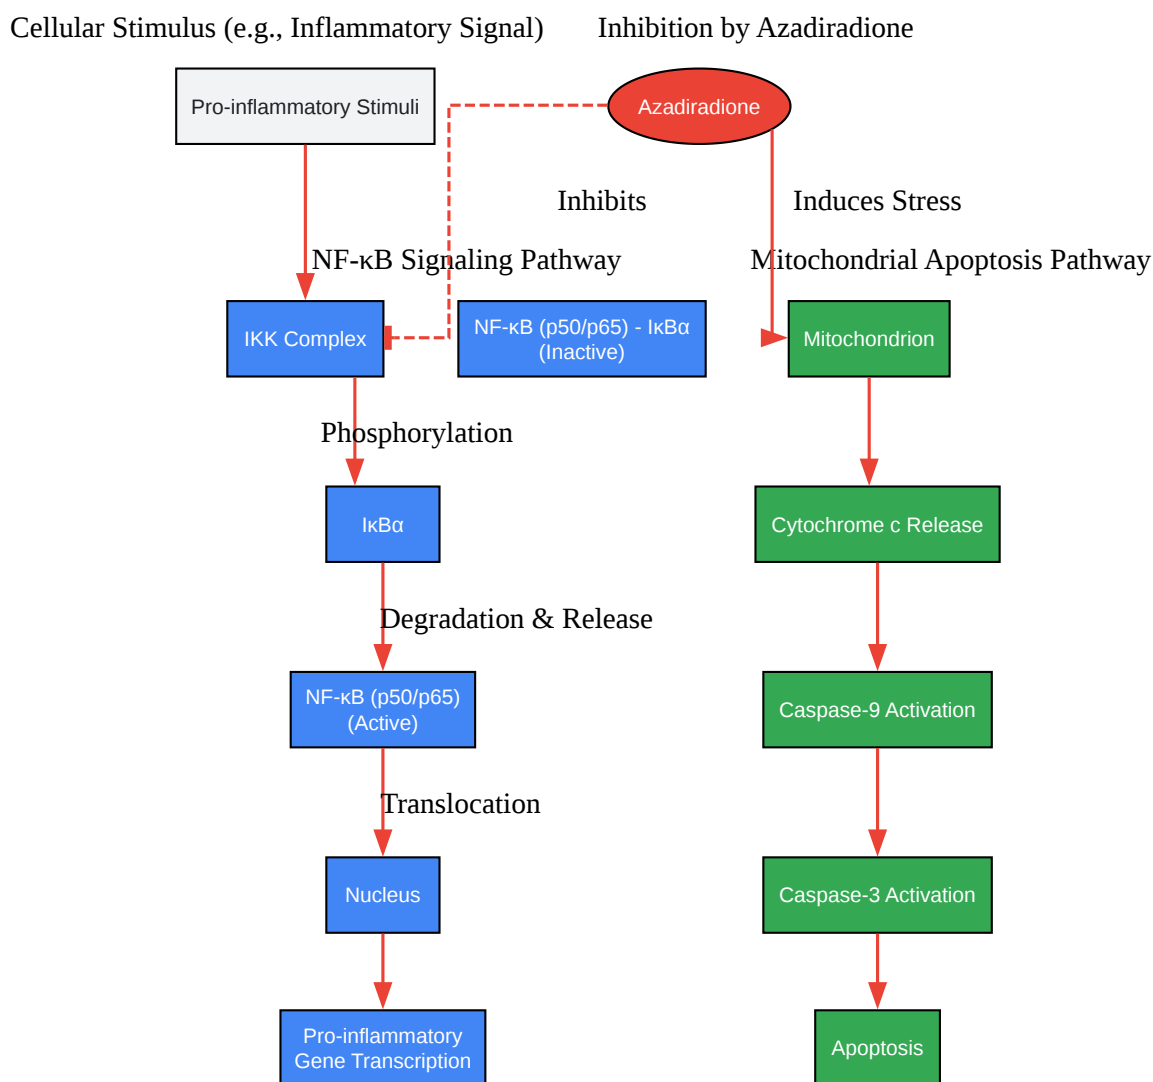 Cellular Stimulus (e.g., Inflammatory Signal)
Inhibition by Azadiradione
Pro-inflammatory Stimuli
Azadiradione
Inhibits
Induces Stress
NF-κB Signaling Pathway
Mitochondrial Apoptosis Pathway
IKK Complex
NF-κB (p50/p65) - IκBα
(Inactive)
Mitochondrion
Phosphorylation
IκBα
Cytochrome c Release
Degradation & Release
NF-κB (p50/p65)
(Active)
Caspase-9 Activation
Translocation
Nucleus
Caspase-3 Activation
Pro-inflammatory
Gene Transcription
Apoptosis